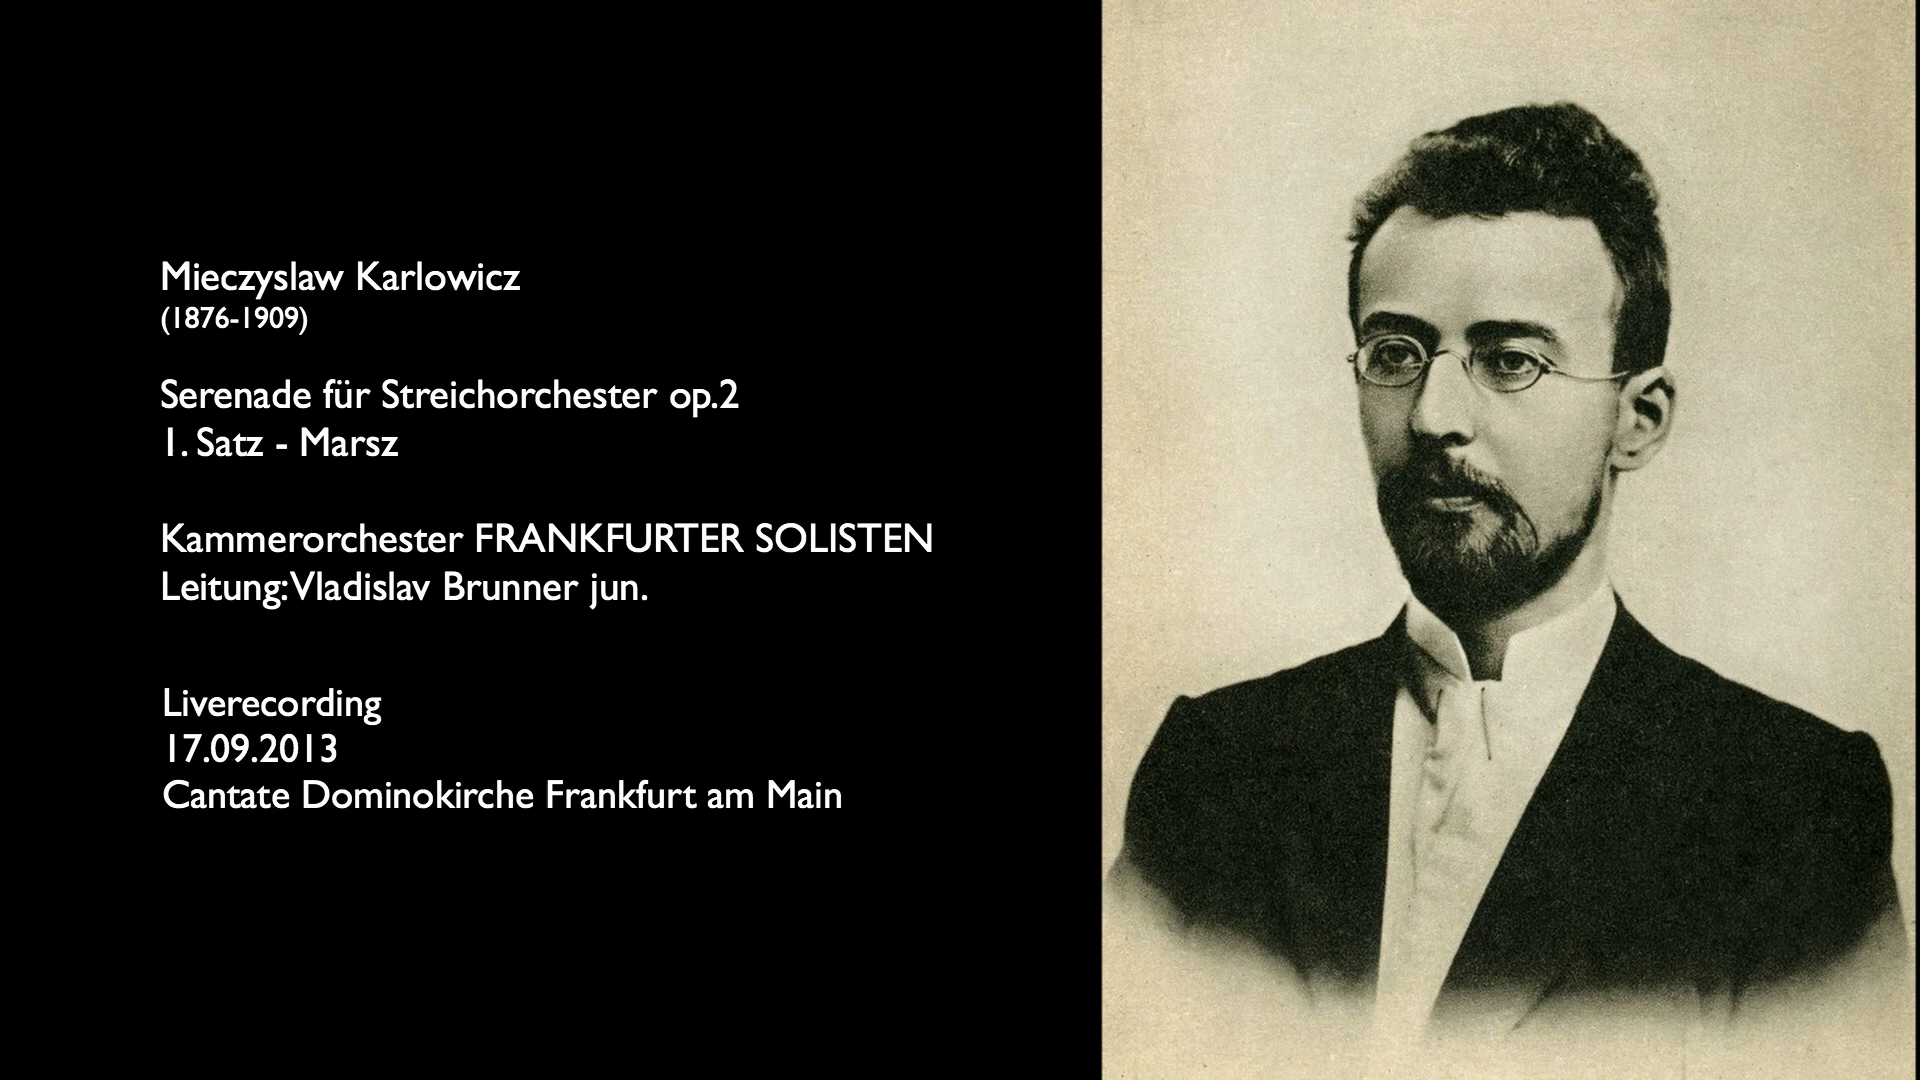 Mieczyslaw Karlowicz
(1876-1909)
Serenade für Streichorchester op.2
1. Satz - Marsz
Kammerorchester FRANKFURTER SOLISTEN
Leitung: Vladislav Brunner jun.
Liverecording
17.09.2013
Cantate Dominokirche Frankfurt am Main